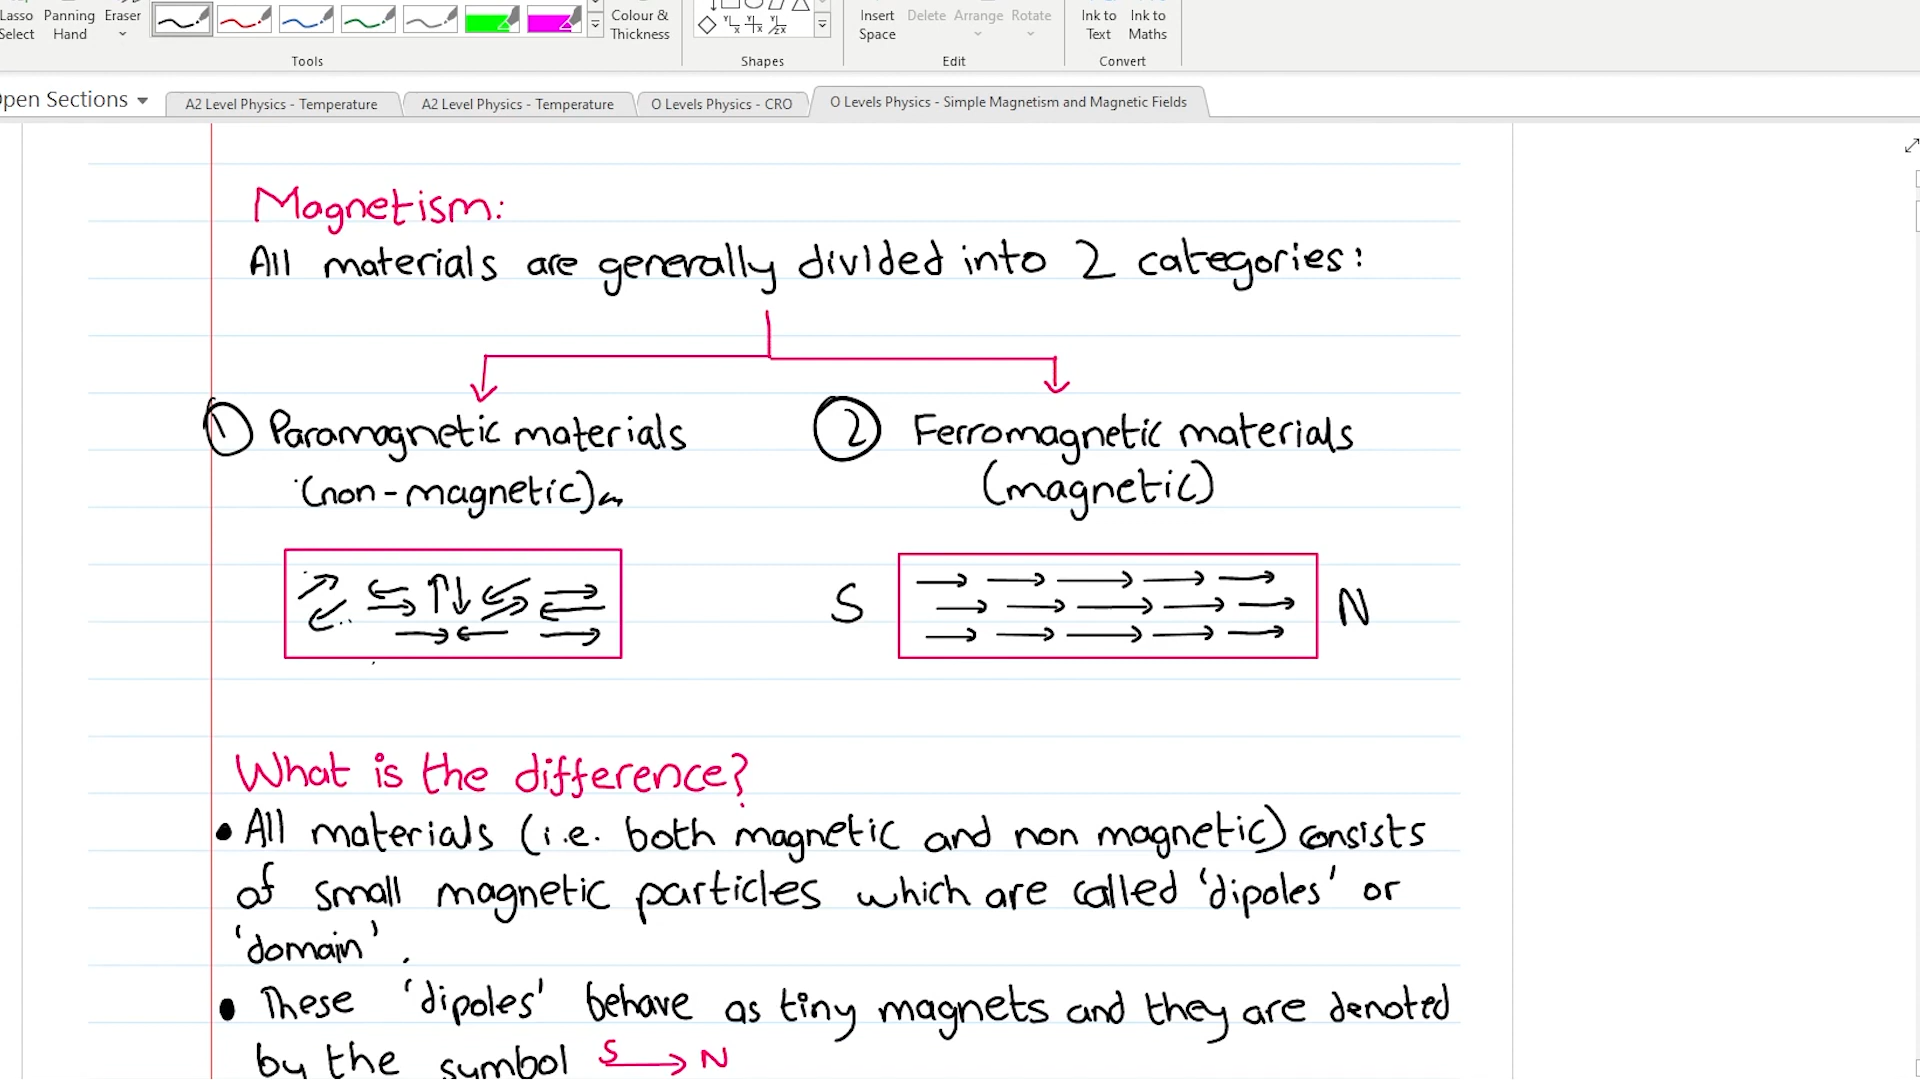 Lasso Select
Panning Hand
Eraser
Colour & Thickness
Insert Space
Delete
Arrange
Rotate
Ink to Text
Ink to Maths
Tools
Shapes
Edit
Convert
pen Sections
A2 Level Physics - Temperature
A2 Level Physics - Temperature
O Levels Physics - CRO
O Levels Physics - Simple Magnetism and Magnetic Fields
Magnetism:
All materials are generally divided into 2 categories:
1 Paramagnetic materials
(non-magnetic)
2 Ferromagnetic materials
(magnetic)
S
N
What is the difference?
• All materials (i.e. both magnetic and non magnetic) consists
of small magnetic particles which are called 'dipoles' or
'domain'.
• These 'dipoles' behave as tiny magnets and they are denoted
by the symbol S → N